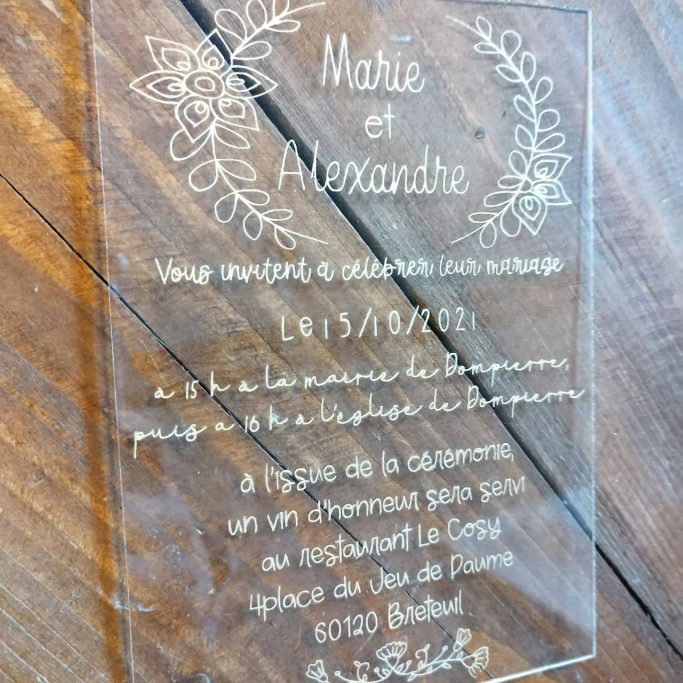 Marie
et
Alexandre
Vous invitent à célébrer leur mariage
Le 15/10/2021
à 15 h a la mairie de Dompierre,
puis a 16 h a l'église de Dompierre
à l'issue de la cérémonie,
un vin d'honneur sera servi
au restaurant Le Cosy
4place du Jeu de Paume
60120 Breteuil